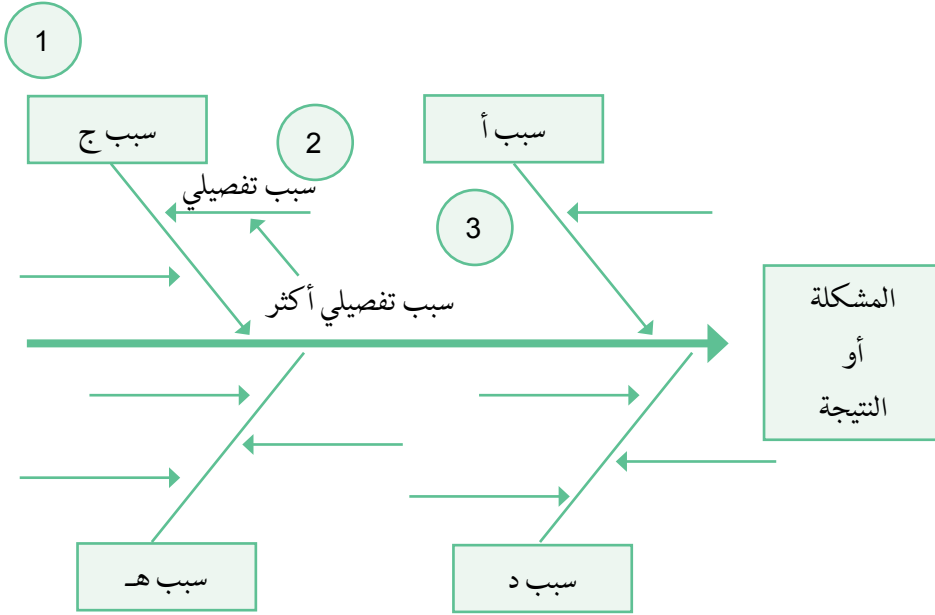 1
سبب ج
2
سبب أ
سبب تفصيلي
3
سبب تفصيلي أكثر
المشكلة
أو
النتيجة
سبب هـ
سبب د